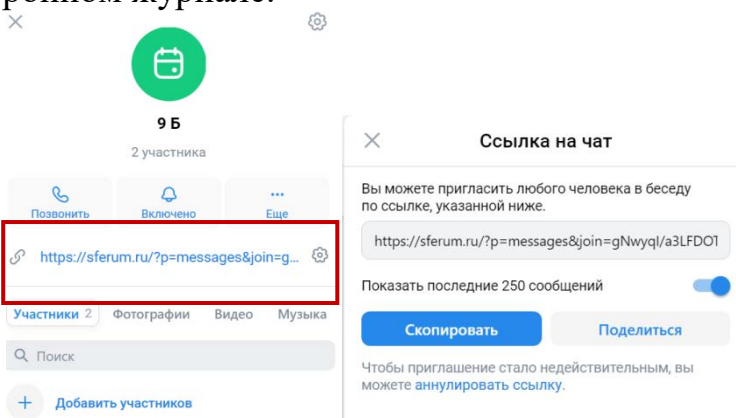 ронном журнале.
9 Б
2 участника
Позвонить
Включено
Еще
https://sferum.ru/?p=messages&join=g...
Участники 2 Фотографии Видео Музыка
Поиск
+ Добавить участников
Ссылка на чат
Вы можете пригласить любого человека в беседу
по ссылке, указанной ниже.
https://sferum.ru/?p=messages&join=gNwyqI/a3LFDO1
Показать последние 250 сообщений
Скопировать
Поделиться
Чтобы приглашение стало недействительным, вы
можете аннулировать ссылку.